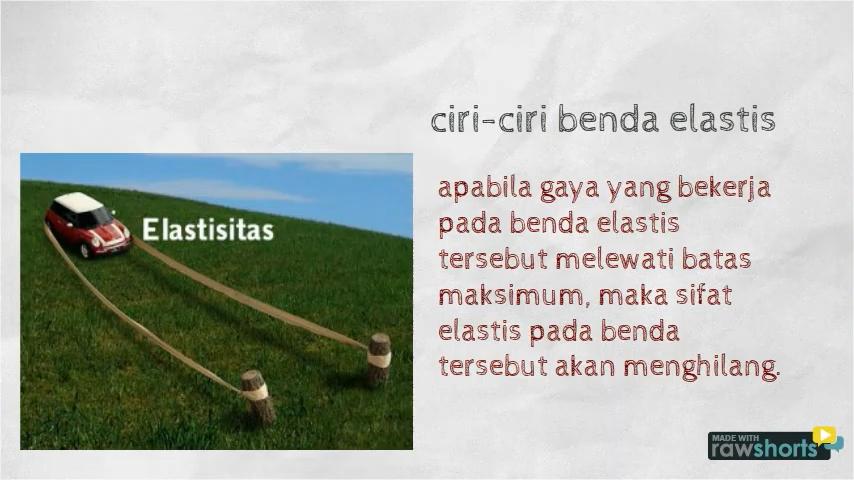 ciri-ciri benda elastis
Elastisitas
apabila gaya yang bekerja
pada benda elastis
tersebut melewati batas
maksimum, maka sifat
elastis pada benda
tersebut akan menghilang.
MADE WITH
rawshorts